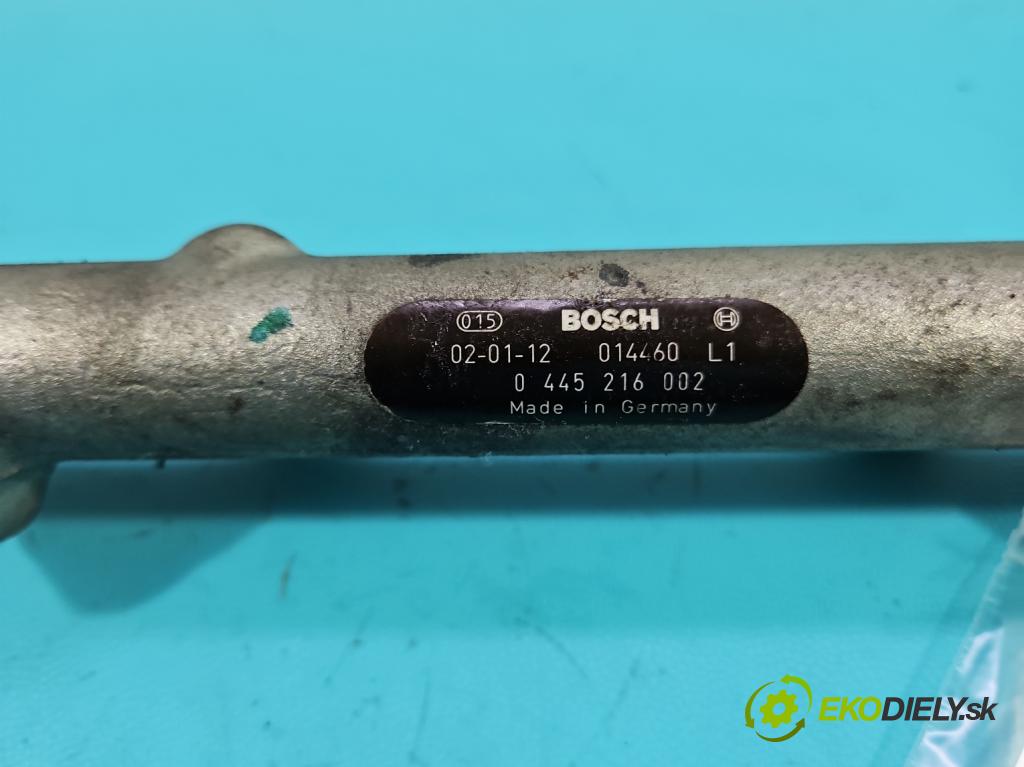 015 BOSCH
02-01-12 014460 L1
0 445 216 002
Made in Germany
EKODIELY.sk